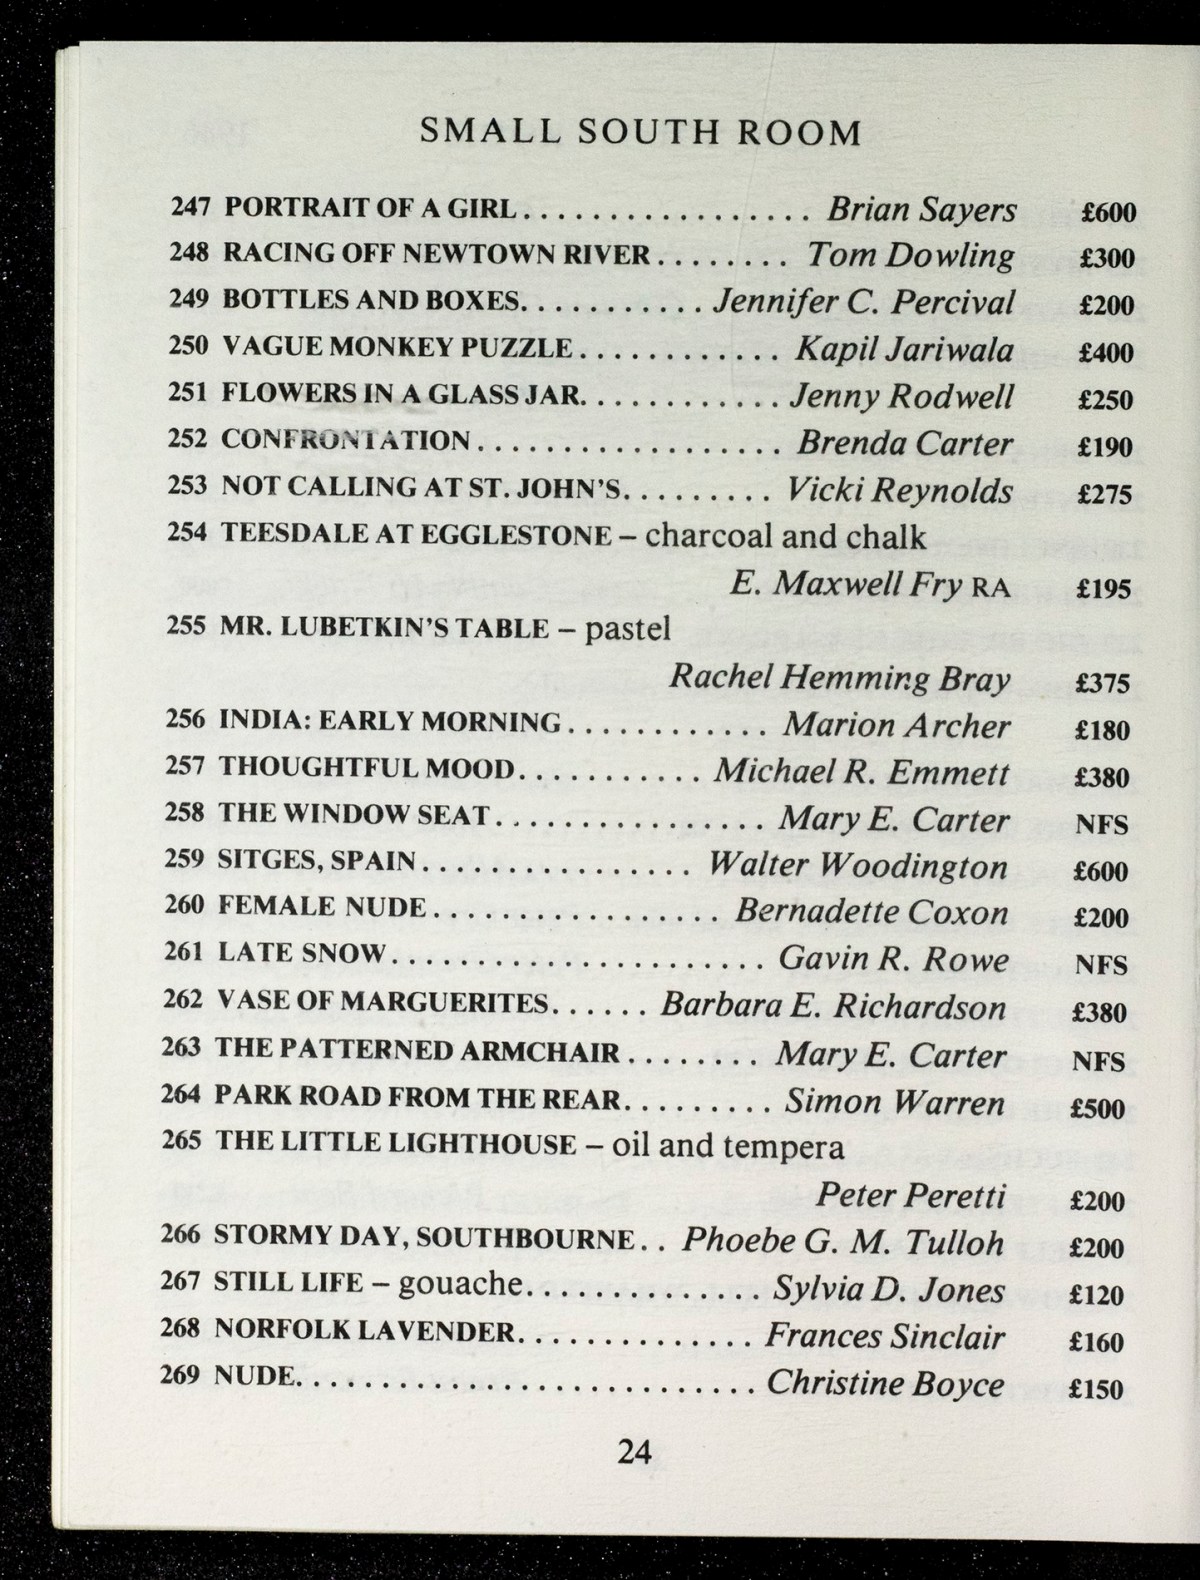 SMALL SOUTH ROOM
247 PORTRAIT OF A GIRL................. Brian Sayers £600
248 RACING OFF NEWTOWN RIVER........ Tom Dowling £300
249 BOTTLES AND BOXES........... Jennifer C. Percival £200
250 VAGUE MONKEY PUZZLE............ Kapil Jariwala £400
251 FLOWERS IN A GLASS JAR............ Jenny Rodwell £250
252 CONFRONTATION................... Brenda Carter £190
253 NOT CALLING AT ST. JOHN'S......... Vicki Reynolds £275
254 TEESDALE AT EGGLESTONE – charcoal and chalk
E. Maxwell Fry RA £195
255 MR. LUBETKIN'S TABLE – pastel
Rachel Hemming Bray £375
256 INDIA: EARLY MORNING............ Marion Archer £180
257 THOUGHTFUL MOOD........... Michael R. Emmett £380
258 THE WINDOW SEAT................ Mary E. Carter NFS
259 SITGES, SPAIN................ Walter Woodington £600
260 FEMALE NUDE................. Bernadette Coxon £200
261 LATE SNOW....................... Gavin R. Rowe NFS
262 VASE OF MARGUERITES...... Barbara E. Richardson £380
263 THE PATTERNED ARMCHAIR........ Mary E. Carter NFS
264 PARK ROAD FROM THE REAR......... Simon Warren £500
265 THE LITTLE LIGHTHOUSE – oil and tempera
Peter Peretti £200
266 STORMY DAY, SOUTHBOURNE.. Phoebe G. M. Tulloh £200
267 STILL LIFE – gouache.............. Sylvia D. Jones £120
268 NORFOLK LAVENDER.............. Frances Sinclair £160
269 NUDE............................ Christine Boyce £150
24